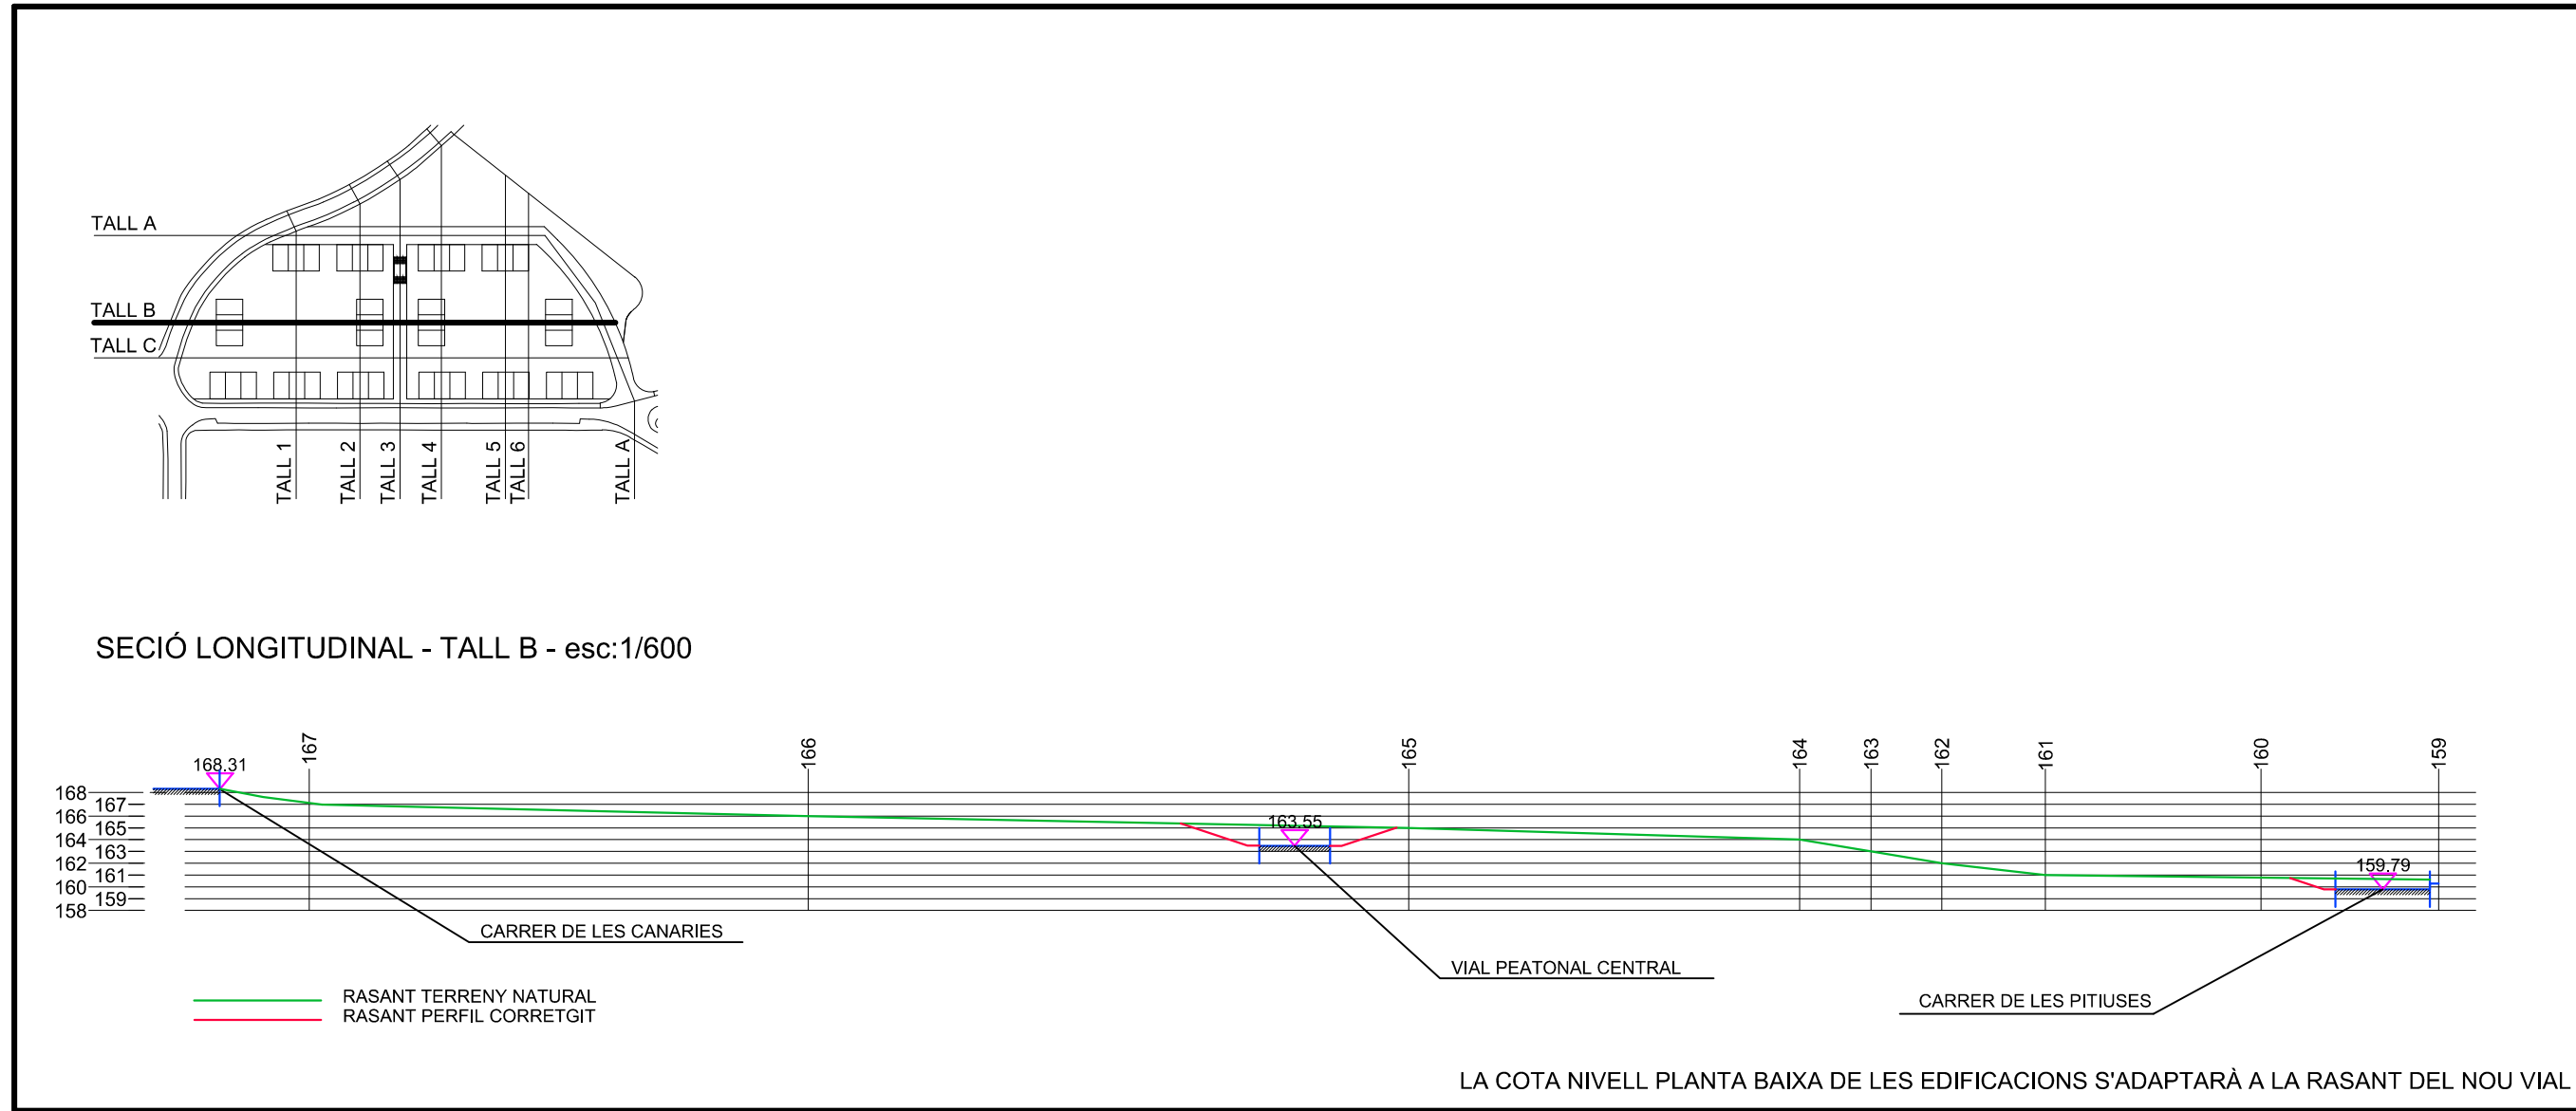 TALL A
TALL B
TALL C
TALL 1
TALL 2
TALL 3
TALL 4
TALL 5
TALL 6
TALL A
SECIÓ LONGITUDINAL - TALL B - esc:1/600
167
166
165
164
163
162
161
160
159
168.31
163.55
159.79
168
167
166
165
164
163
162
161
160
159
158
CARRER DE LES CANARIES
VIAL PEATONAL CENTRAL
CARRER DE LES PITIUSES
RASANT TERRENY NATURAL
RASANT PERFIL CORRETGIT
LA COTA NIVELL PLANTA BAIXA DE LES EDIFICACIONS S'ADAPTARÀ A LA RASANT DEL NOU VIAL